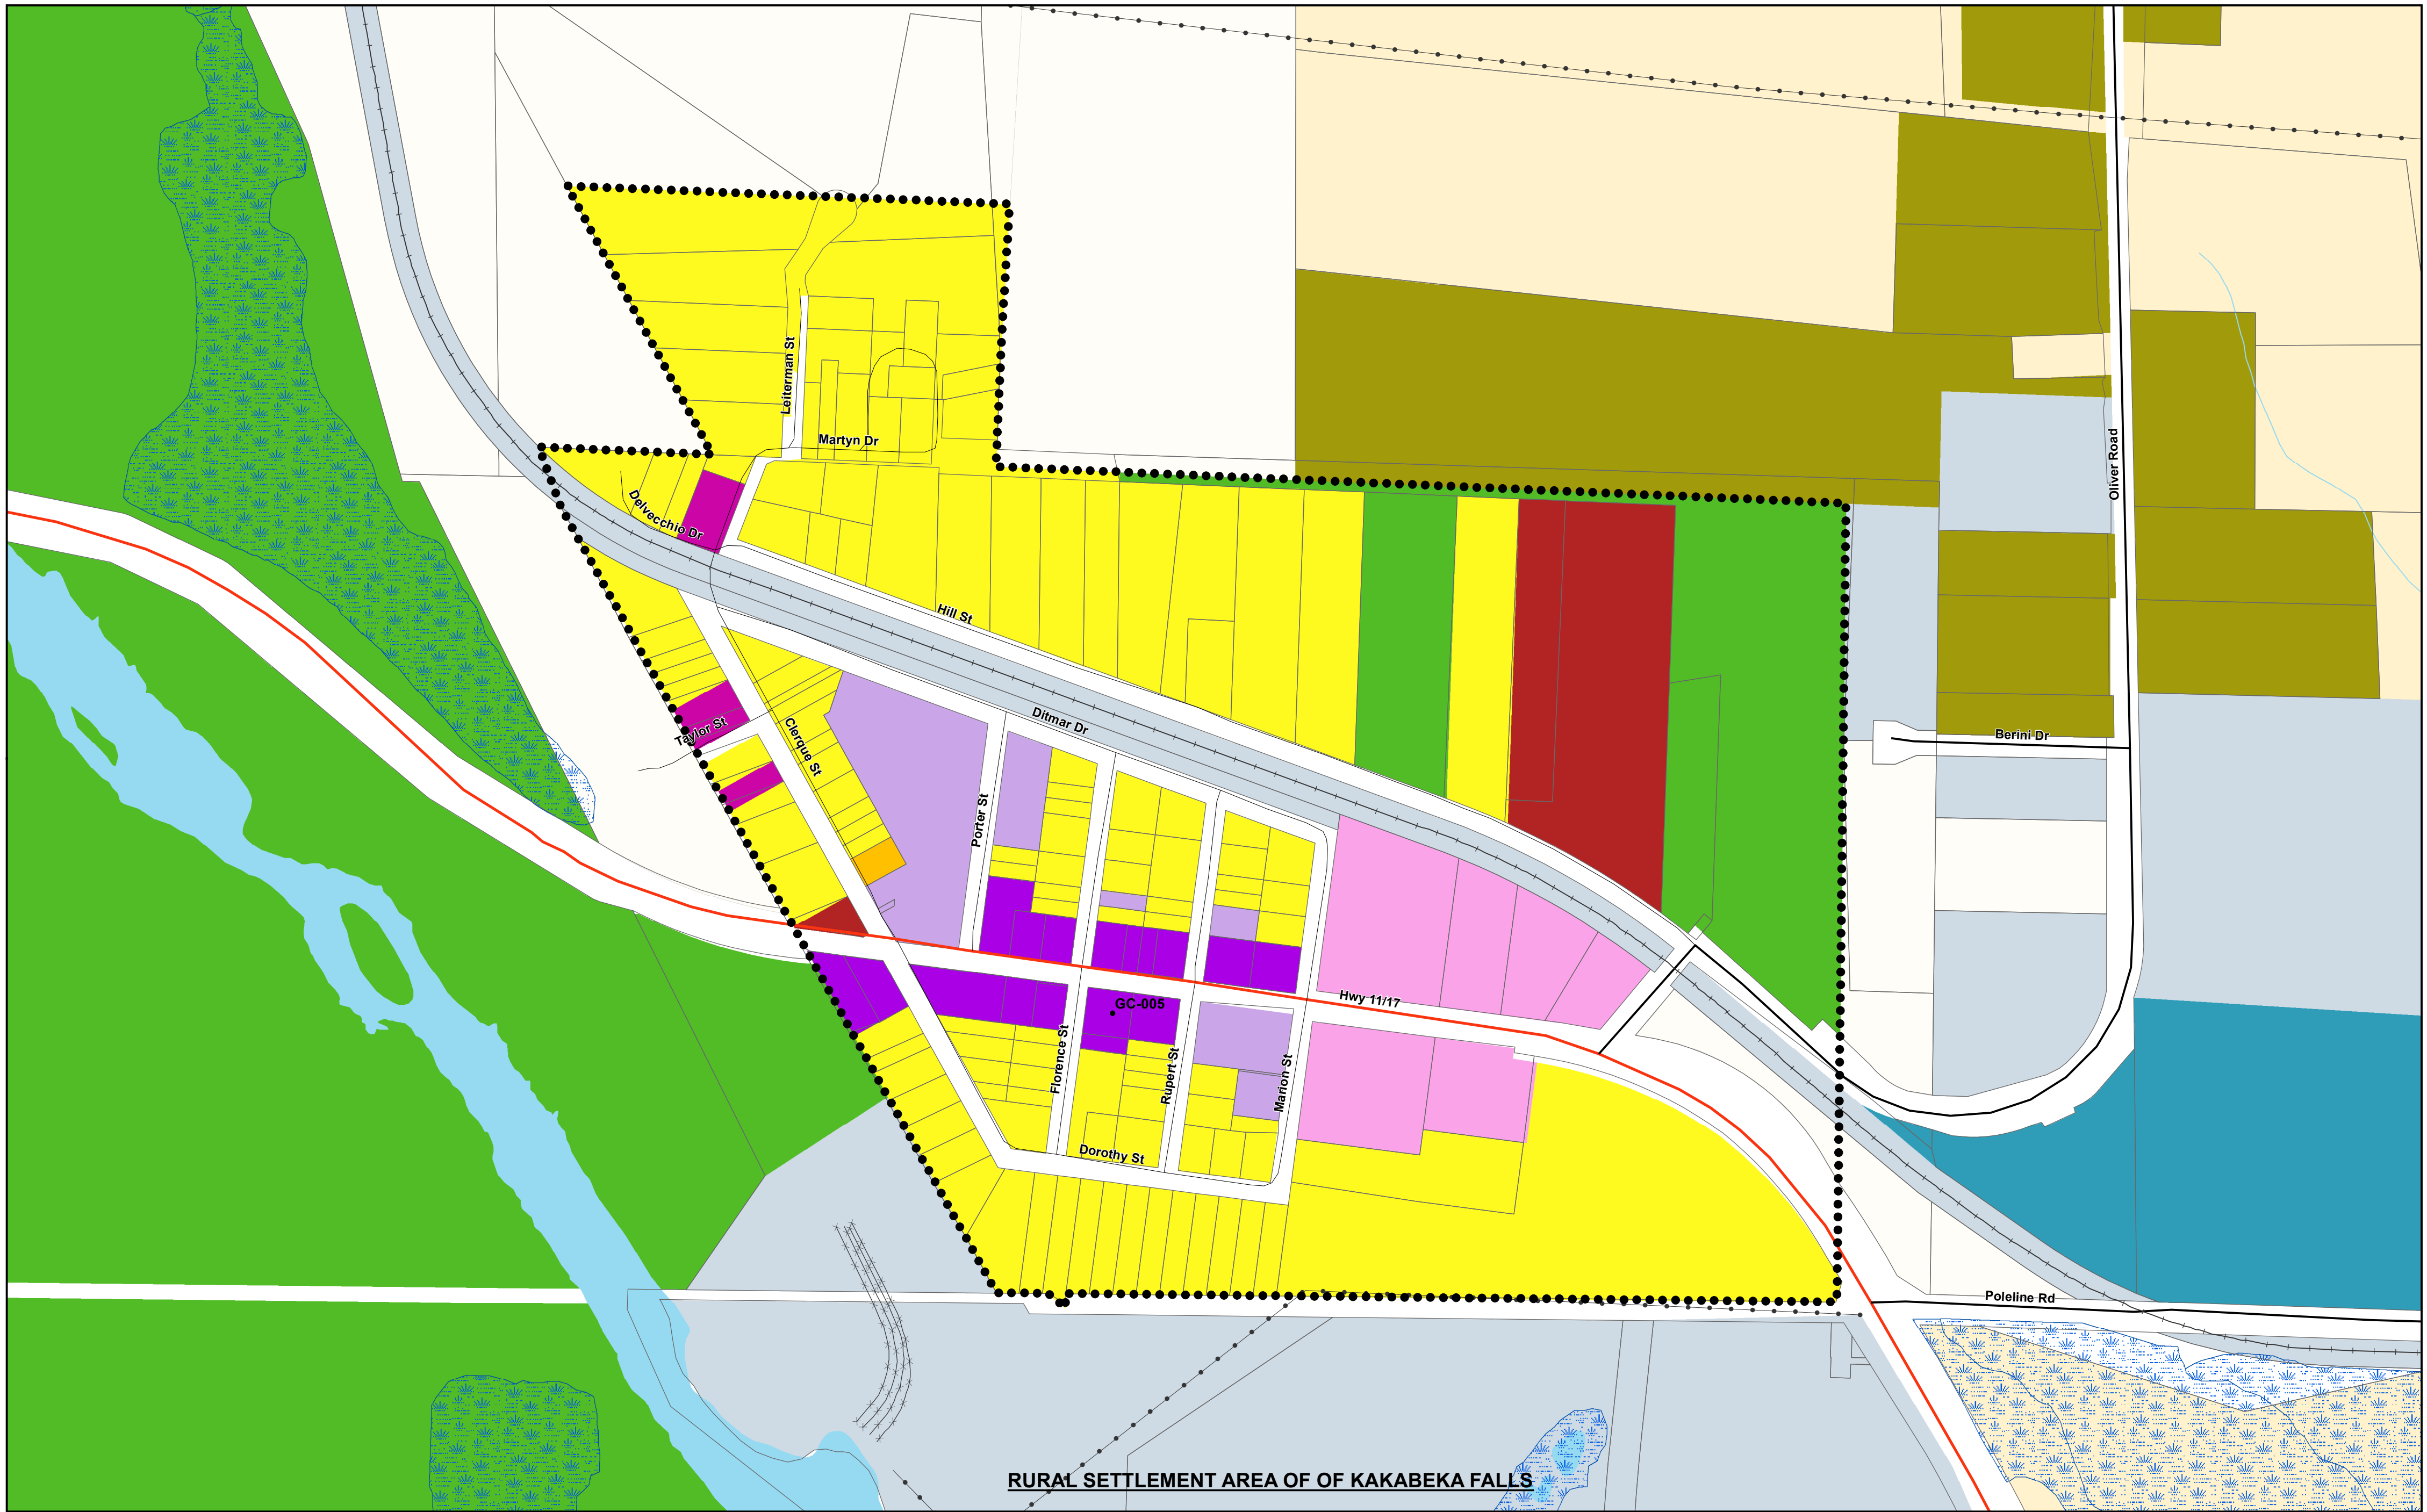 Leiterman St
Martyn Dr
Oliver Road
Delvecchio Dr
Hill St
Taylor St
Clerque St
Ditmar Dr
Berini Dr
Porter St
Hwy 11/17
GC-005
Florence St
Rupert St
Marion St
Dorothy St
Poleline Rd
RURAL SETTLEMENT AREA OF OF KAKABEKA FALLS